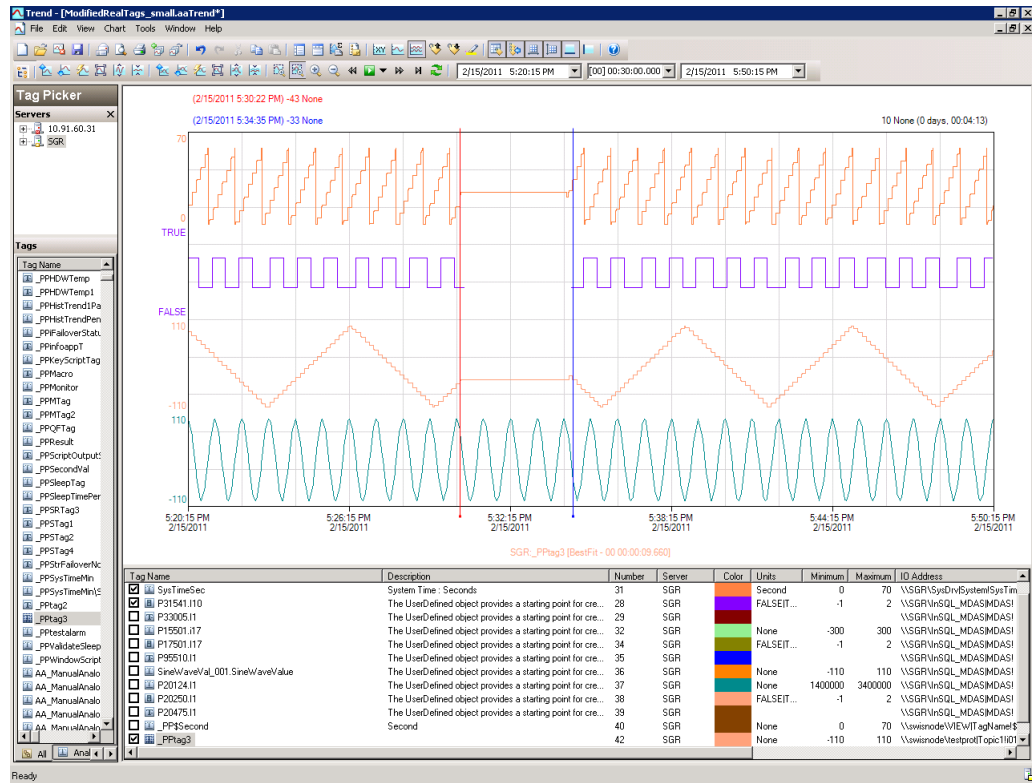 Trend - [ModifiedRealTags_small.aaTrend*]
File Edit View Chart Tools Window Help
2/15/2011 5:20:15 PM [00] 00:30:00.000 2/15/2011 5:50:15 PM
Tag Picker
Servers X
10.91.60.31
SGR
Tags
Tag Name
_PPHDWTemp
_PPHDWTemp1
_PPHistTrend1Pa
_PPHistTrendPen
_PPiFailoverStatu
_PPinfoappT
_PPKeyScriptTag
_PPMacro
_PPMonitor
_PPMTag
_PPMTag2
_PPQFTag
_PPResult
_PPScriptOutputS
_PPSecondVal
_PPSleepTag
_PPSleepTimePer
_PPSRTag3
_PPSTag1
_PPSTag2
_PPSTag4
_PPStrFailoverNo
_PPSysTimeMin
_PPSysTimeMin\S
_PPtag2
_PPtag3
_PPtestalarm
_PPValidateSleep
_PPWindowScript
AA_ManualAnalo
AA_ManualAnalo
AA_ManualAnalo
AA_ManualAnalo
All Anal
(2/15/2011 5:30:22 PM) -43 None
(2/15/2011 5:34:35 PM) -33 None 10 None (0 days, 00:04:13)
70
0
TRUE
FALSE
110
-110
110
-110
5:20:15 PM 5:26:15 PM 5:32:15 PM 5:38:15 PM 5:44:15 PM 5:50:15 PM
2/15/2011 2/15/2011 2/15/2011 2/15/2011 2/15/2011 2/15/2011
SGR:_PPtag3 [BestFit - 00 00:00:09.660]
Tag Name Description Number Server Color Units Minimum Maximum IO Address
SysTimeSec System Time : Seconds 31 SGR Second 0 70 \\SGR\SysDrv|System!SysTim
P31541.I10 The UserDefined object provides a starting point for cre... 28 SGR FALSE|T... -1 2 \\SGR\InSQL_MDAS|MDAS!
P33005.I1 The UserDefined object provides a starting point for cre... 29 SGR \\SGR\InSQL_MDAS|MDAS!
P15501.i17 The UserDefined object provides a starting point for cre... 32 SGR None -300 300 \\SGR\InSQL_MDAS|MDAS!
P17501.I17 The UserDefined object provides a starting point for cre... 34 SGR FALSE|T... -1 2 \\SGR\InSQL_MDAS|MDAS!
P95510.I1 The UserDefined object provides a starting point for cre... 35 SGR \\SGR\InSQL_MDAS|MDAS!
SineWaveVal_001.SineWaveValue The UserDefined object provides a starting point for cre... 36 SGR None -110 110 \\SGR\InSQL_MDAS|MDAS!
P20124.I1 The UserDefined object provides a starting point for cre... 37 SGR None 1400000 3400000 \\SGR\InSQL_MDAS|MDAS!
P20250.I1 The UserDefined object provides a starting point for cre... 38 SGR FALSE|T... -1 2 \\SGR\InSQL_MDAS|MDAS!
P20475.I1 The UserDefined object provides a starting point for cre... 39 SGR \\SGR\InSQL_MDAS|MDAS!
_PP$Second Second 40 SGR None 0 70 \\swisnode\VIEW|TagName!$
_PPtag3 42 SGR None -110 110 \\swisnode\testprot|Topic1!i01
Ready